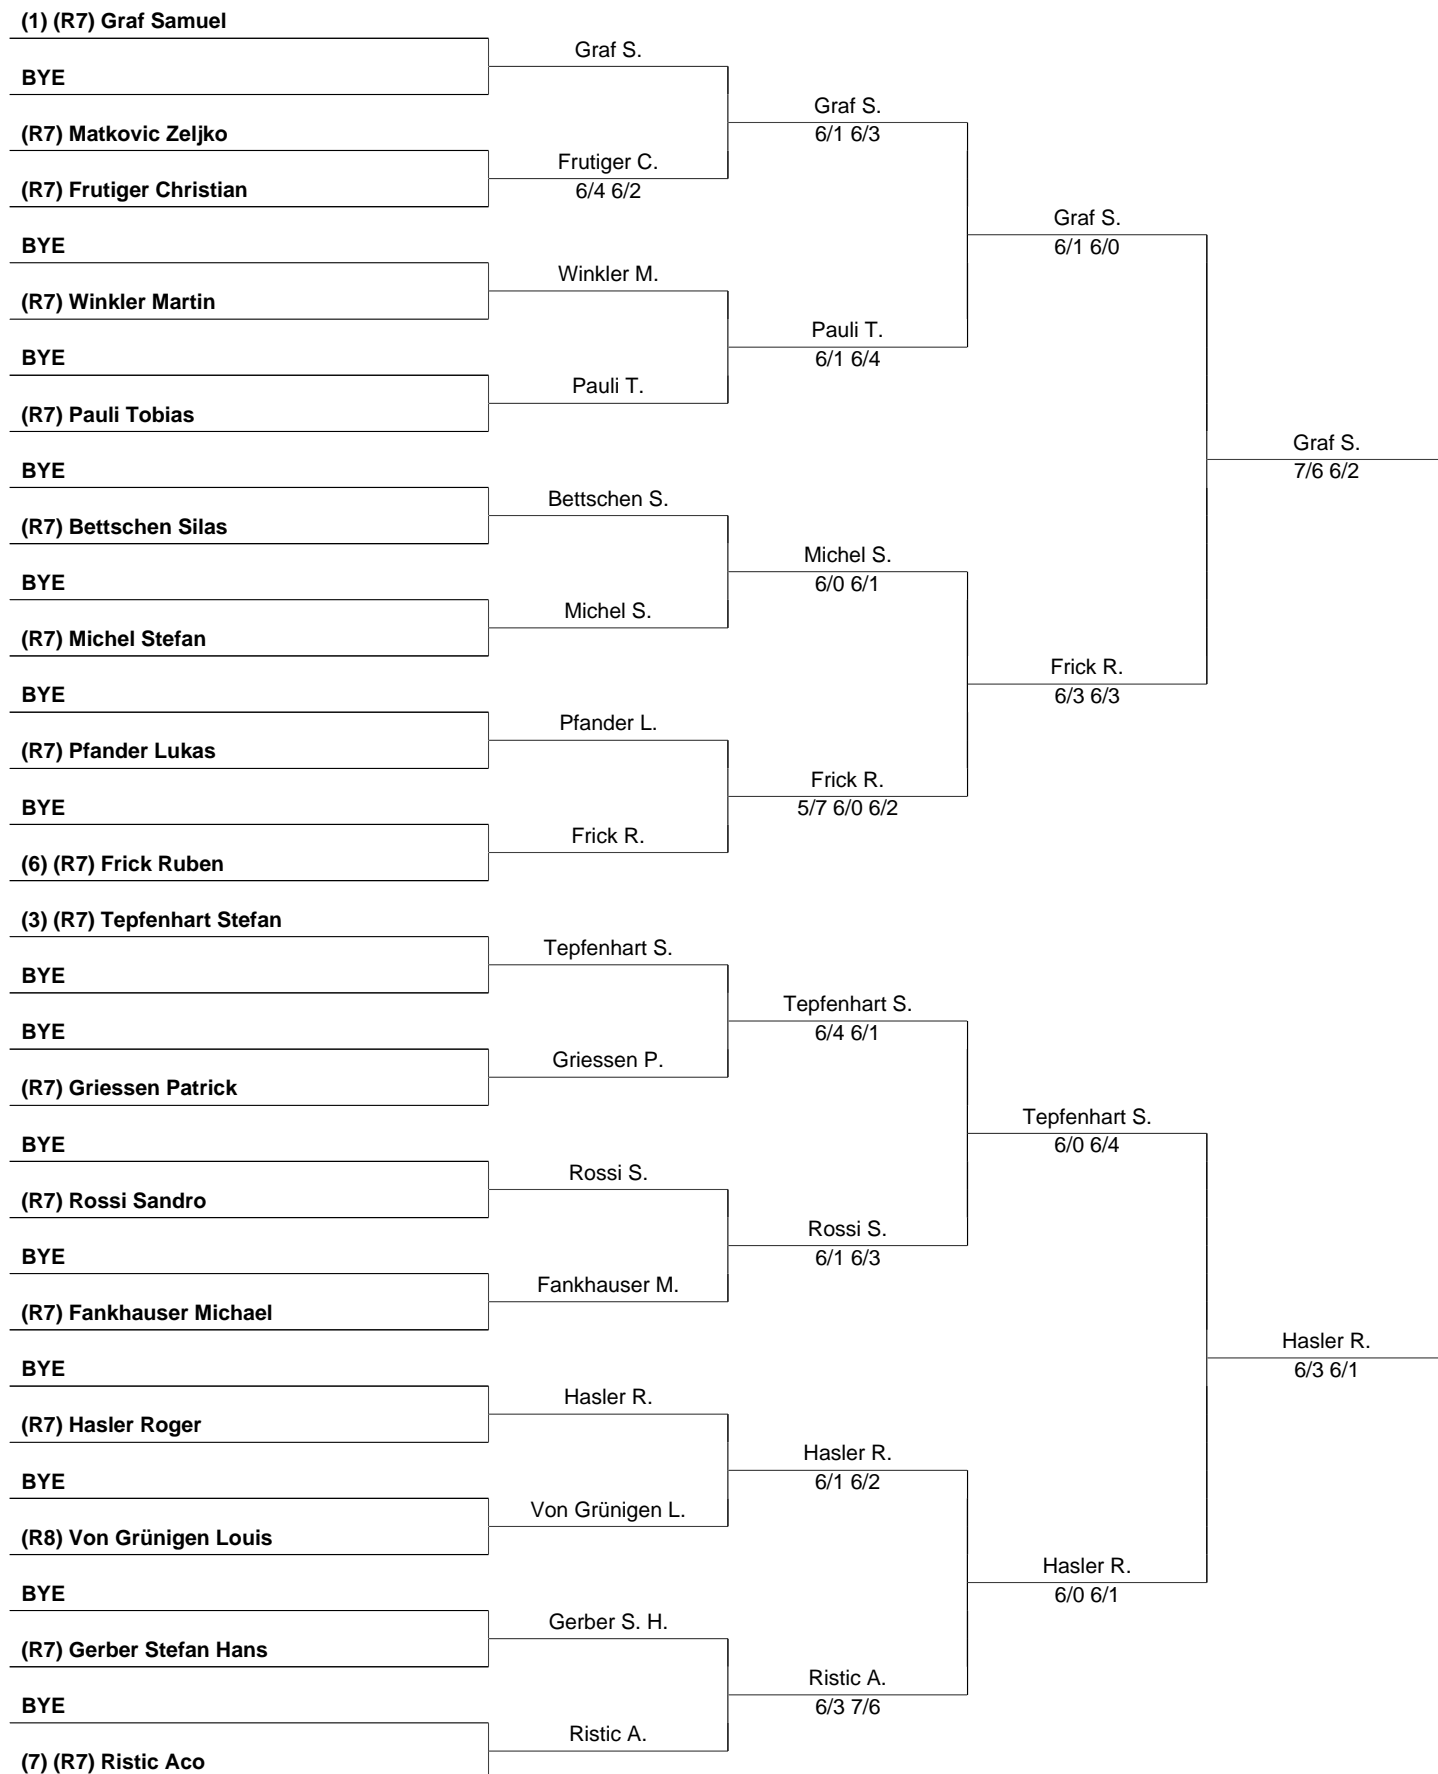 (1) (R7) Graf Samuel
BYE
(R7) Matkovic Zeljko
(R7) Frutiger Christian
BYE
(R7) Winkler Martin
BYE
(R7) Pauli Tobias
BYE
(R7) Bettschen Silas
BYE
(R7) Michel Stefan
BYE
(R7) Pfander Lukas
BYE
(6) (R7) Frick Ruben
(3) (R7) Tepfenhart Stefan
BYE
BYE
(R7) Griessen Patrick
BYE
(R7) Rossi Sandro
BYE
(R7) Fankhauser Michael
BYE
(R7) Hasler Roger
BYE
(R8) Von Grünigen Louis
BYE
(R7) Gerber Stefan Hans
BYE
(7) (R7) Ristic Aco
Graf S.
Frutiger C.
6/4 6/2
Winkler M.
Pauli T.
Bettschen S.
Michel S.
Pfander L.
Frick R.
Tepfenhart S.
Griessen P.
Rossi S.
Fankhauser M.
Hasler R.
Von Grünigen L.
Gerber S. H.
Ristic A.
Graf S.
6/1 6/3
Pauli T.
6/1 6/4
Michel S.
6/0 6/1
Frick R.
5/7 6/0 6/2
Tepfenhart S.
6/4 6/1
Rossi S.
6/1 6/3
Hasler R.
6/1 6/2
Ristic A.
6/3 7/6
Graf S.
6/1 6/0
Frick R.
6/3 6/3
Tepfenhart S.
6/0 6/4
Hasler R.
6/0 6/1
Graf S.
7/6 6/2
Hasler R.
6/3 6/1